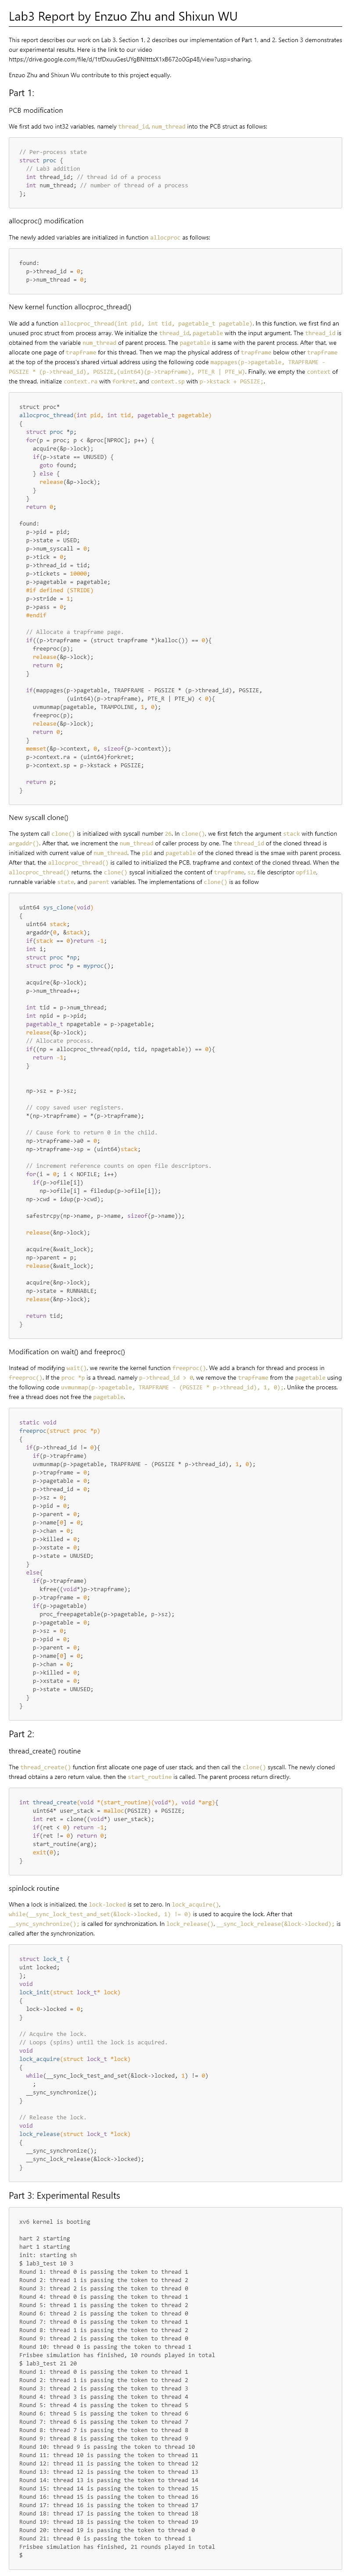 Lab3 Report by Enzuo Zhu and Shixun WU
This report describes our work on Lab 3. Section 1, 2 describes our implementation of Part 1, and 2. Section 3 demonstrates
our experimental results. Here is the link to our video
Enzuo Zhu and Shixun WU contribute to this project equally.
Part 1:
PCB modification
We first add two int32 variables, namely thread_id, num_thread into the PCB struct as follows:
// Per-process state
struct proc {
// Lab3 addition
int thread_id; // thread id of a process
int num_thread; // number of thread of a process
};
allocproc() modification
The newly added variables are initialized in function allocproc as follows:
found:
p->thread_id = 0;
p->num_thread = 0;
New kernel function allocproc_thread()
We add a function allocproc_thread(int pid, int tid, pagetable_t pagetable). In this function, we first find an
unused proc struct from process array. We initialize the thread_id, pagetable with the input argument. The thread_id is
obtained from the variable num_thread of parent process. The pagetable is same with the parent process. After that, we
allocate one page of trapframe for this thread. Then we map the physical address of trapframe below other trapframe
at the top of the process's shared virtual address using the following code mappages(p->pagetable, TRAPFRAME -
PGSIZE * (p->thread_id), PGSIZE,(uint64)(p->trapframe), PTE_R | PTE_W). Finally, we empty the context of
the thread, initialize context.ra with forkret, and context.sp with p->kstack + PGSIZE;.
struct proc*
allocproc_thread(int pid, int tid, pagetable_t pagetable)
{
struct proc *p;
for(p = proc; p < &proc[NPROC]; p++) {
acquire(&p->lock);
if(p->state == UNUSED) {
goto found;
} else {
release(&p->lock);
}
}
return 0;
found:
p->pid = pid;
p->state = USED;
p->num_syscall = 0;
p->tick = 0;
p->thread_id = tid;
p->tickets = 10000;
p->pagetable = pagetable;
#if defined (STRIDE)
p->stride = 1;
p->pass = 0;
#endif
// Allocate a trapframe page.
if((p->trapframe = (struct trapframe *)kalloc()) == 0){
freeproc(p);
release(&p->lock);
return 0;
}
if(mappages(p->pagetable, TRAPFRAME - PGSIZE * (p->thread_id), PGSIZE,
(uint64)(p->trapframe), PTE_R | PTE_W) < 0){
uvmunmap(pagetable, TRAMPOLINE, 1, 0);
freeproc(p);
release(&p->lock);
return 0;
}
memset(&p->context, 0, sizeof(p->context));
p->context.ra = (uint64)forkret;
p->context.sp = p->kstack + PGSIZE;
return p;
}
New syscall clone()
The system call clone() is initialized with syscall number 26. In clone(), we first fetch the argument stack with function
argaddr(). After that, we increment the num_thread of caller process by one. The thread_id of the cloned thread is
initialized with current value of num_thread. The pid and pagetable of the cloned thread is the smae with parent process.
After that, the allocproc_thread() is called to initialized the PCB, trapframe and context of the cloned thread. When the
allocproc_thread() returns, the clone() syscal initialized the content of trapframe, sz, file descriptor opfile,
runnable variable state, and parent variables. The implementations of clone() is as follow
uint64 sys_clone(void)
{
uint64 stack;
argaddr(0, &stack);
if(stack == 0)return -1;
int i;
struct proc *np;
struct proc *p = myproc();
acquire(&p->lock);
p->num_thread++;
int tid = p->num_thread;
int npid = p->pid;
pagetable_t npagetable = p->pagetable;
release(&p->lock);
// Allocate process.
if((np = allocproc_thread(npid, tid, npagetable)) == 0){
return -1;
}
np->sz = p->sz;
// copy saved user registers.
*(np->trapframe) = *(p->trapframe);
// Cause fork to return 0 in the child.
np->trapframe->a0 = 0;
np->trapframe->sp = (uint64)stack;
// increment reference counts on open file descriptors.
for(i = 0; i < NOFILE; i++)
if(p->ofile[i])
np->ofile[i] = filedup(p->ofile[i]);
np->cwd = idup(p->cwd);
safestrcpy(np->name, p->name, sizeof(p->name));
release(&np->lock);
acquire(&wait_lock);
np->parent = p;
release(&wait_lock);
acquire(&np->lock);
np->state = RUNNABLE;
release(&np->lock);
return tid;
}
Modification on wait() and freeproc()
Instead of modifying wait(), we rewrite the kernel function freeproc(). We add a branch for thread and process in
freeproc(). If the proc *p is a thread, namely p->thread_id > 0, we remove the trapframe from the pagetable using
the following code uvmunmap(p->pagetable, TRAPFRAME - (PGSIZE * p->thread_id), 1, 0);. Unlike the process,
free a thread does not free the pagetable.
static void
freeproc(struct proc *p)
{
if(p->thread_id != 0){
if(p->trapframe)
uvmunmap(p->pagetable, TRAPFRAME - (PGSIZE * p->thread_id), 1, 0);
p->trapframe = 0;
p->pagetable = 0;
p->thread_id = 0;
p->sz = 0;
p->pid = 0;
p->parent = 0;
p->name[0] = 0;
p->chan = 0;
p->killed = 0;
p->xstate = 0;
p->state = UNUSED;
}
else{
if(p->trapframe)
kfree((void*)p->trapframe);
p->trapframe = 0;
if(p->pagetable)
proc_freepagetable(p->pagetable, p->sz);
p->pagetable = 0;
p->sz = 0;
p->pid = 0;
p->parent = 0;
p->name[0] = 0;
p->chan = 0;
p->killed = 0;
p->xstate = 0;
p->state = UNUSED;
}
}
Part 2:
thread_create() routine
The thread_create() function first allocate one page of user stack, and then call the clone() syscall. The newly cloned
thread obtains a zero return value, then the start_routine is called. The parent process return directly.
int thread_create(void *(start_routine)(void*), void *arg){
uint64* user_stack = malloc(PGSIZE) + PGSIZE;
int ret = clone((void*) user_stack);
if(ret < 0) return -1;
if(ret != 0) return 0;
start_routine(arg);
exit(0);
}
spinlock routine
When a lock is initialized, the lock-locked is set to zero. In lock_acquire(),
while(__sync_lock_test_and_set(&lock->locked, 1) != 0) is used to acquire the lock. After that
__sync_synchronize(); is called for synchronization. In lock_release(), __sync_lock_release(&lock->locked); is
called after the synchronization.
struct lock_t {
uint locked;
};
void
lock_init(struct lock_t* lock)
{
lock->locked = 0;
}
// Acquire the lock.
// Loops (spins) until the lock is acquired.
void
lock_acquire(struct lock_t *lock)
{
while(__sync_lock_test_and_set(&lock->locked, 1) != 0)
;
__sync_synchronize();
}
// Release the lock.
void
lock_release(struct lock_t *lock)
{
__sync_synchronize();
__sync_lock_release(&lock->locked);
}
Part 3: Experimental Results
xv6 kernel is booting
hart 2 starting
hart 1 starting
init: starting sh
$ lab3_test 10 3
Round 1: thread 0 is passing the token to thread 1
Round 2: thread 1 is passing the token to thread 2
Round 3: thread 2 is passing the token to thread 0
Round 4: thread 0 is passing the token to thread 1
Round 5: thread 1 is passing the token to thread 2
Round 6: thread 2 is passing the token to thread 0
Round 7: thread 0 is passing the token to thread 1
Round 8: thread 1 is passing the token to thread 2
Round 9: thread 2 is passing the token to thread 0
Round 10: thread 0 is passing the token to thread 1
Frisbee simulation has finished, 10 rounds played in total
$ lab3_test 21 20
Round 1: thread 0 is passing the token to thread 1
Round 2: thread 1 is passing the token to thread 2
Round 3: thread 2 is passing the token to thread 3
Round 4: thread 3 is passing the token to thread 4
Round 5: thread 4 is passing the token to thread 5
Round 6: thread 5 is passing the token to thread 6
Round 7: thread 6 is passing the token to thread 7
Round 8: thread 7 is passing the token to thread 8
Round 9: thread 8 is passing the token to thread 9
Round 10: thread 9 is passing the token to thread 10
Round 11: thread 10 is passing the token to thread 11
Round 12: thread 11 is passing the token to thread 12
Round 13: thread 12 is passing the token to thread 13
Round 14: thread 13 is passing the token to thread 14
Round 15: thread 14 is passing the token to thread 15
Round 16: thread 15 is passing the token to thread 16
Round 17: thread 16 is passing the token to thread 17
Round 18: thread 17 is passing the token to thread 18
Round 19: thread 18 is passing the token to thread 19
Round 20: thread 19 is passing the token to thread 0
Round 21: thread 0 is passing the token to thread 1
Frisbee simulation has finished, 21 rounds played in total
$